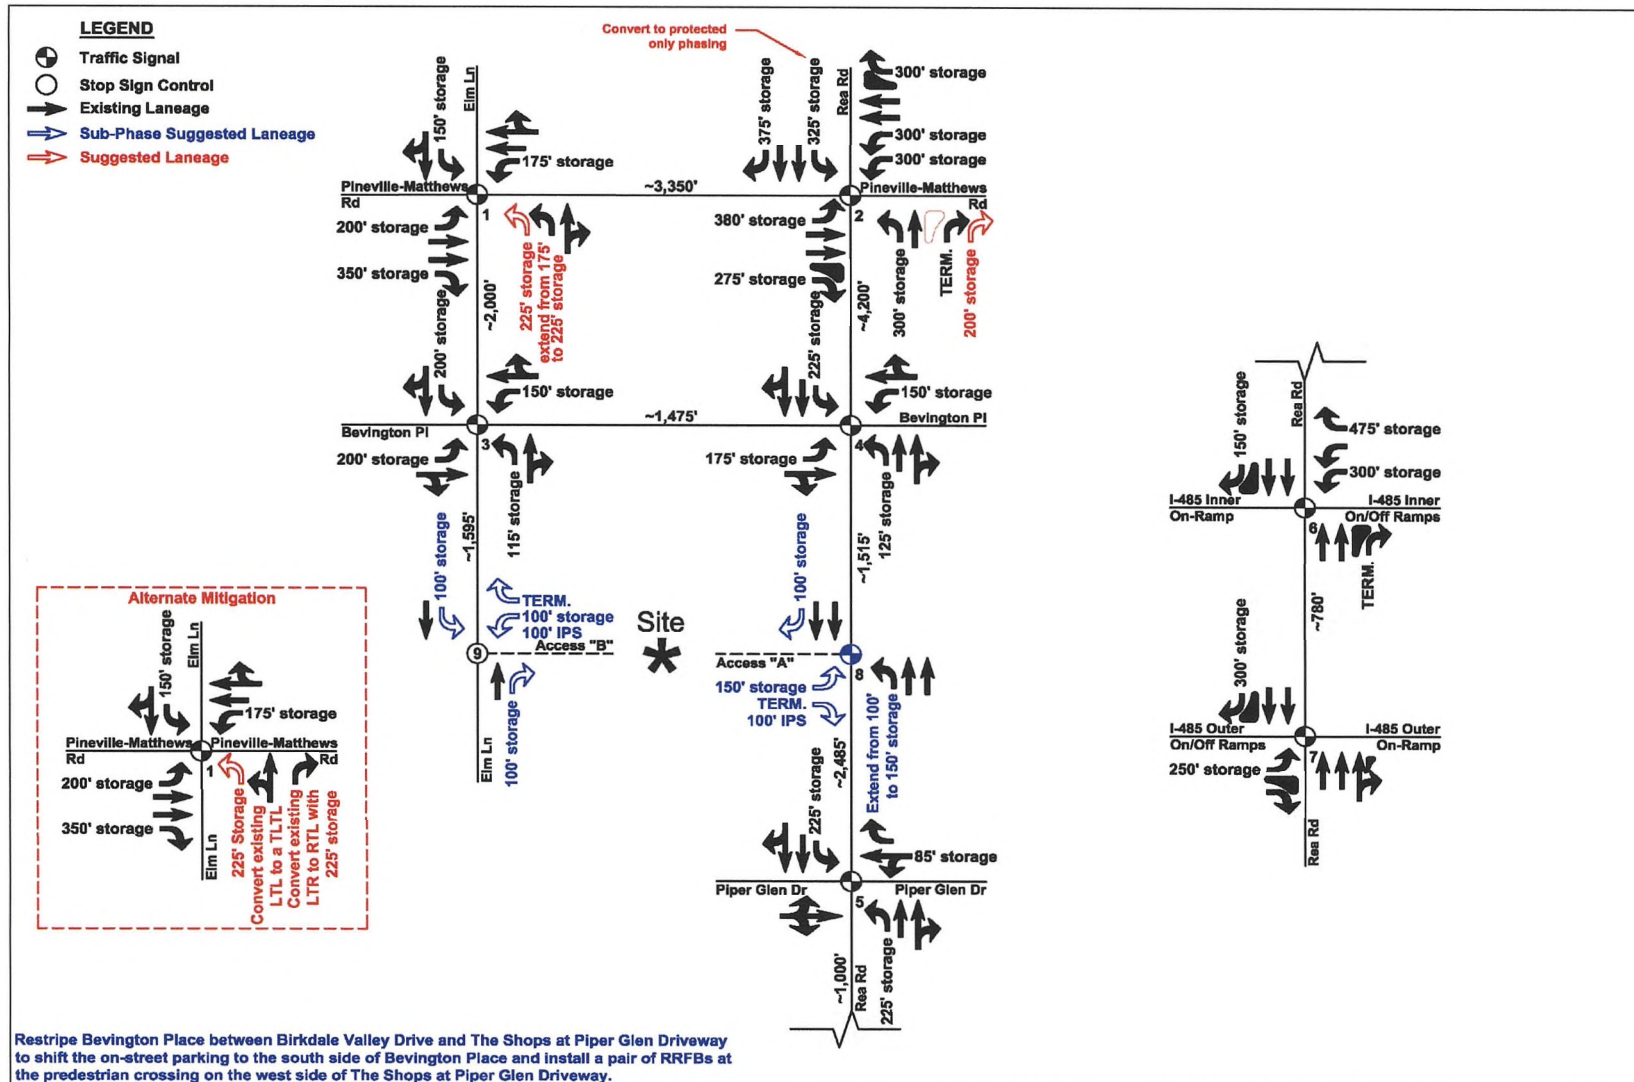 LEGEND
Traffic Signal
Stop Sign Control
Existing Laneage
Sub-Phase Suggested Laneage
Suggested Laneage
Convert to protected
only phasing
150' storage
Elm Ln
175' storage
Pineville-Matthews
Rd
1
200' storage
350' storage
225' storage
extend from 175'
to 225' storage
~3,350'
375' storage
325' storage
Rea Rd
300' storage
300' storage
300' storage
Pineville-Matthews
Rd
2
380' storage
275' storage
300' storage
TERM.
200' storage
~2,000'
~4,200'
200' storage
150' storage
Bevington Pl
3
200' storage
115' storage
~1,475'
225' storage
150' storage
Bevington Pl
4
175' storage
125' storage
~1,595'
~1,515'
100' storage
TERM.
100' storage
100' IPS
Access "B"
9
100' storage
Elm Ln
Site
100' storage
Access "A"
8
150' storage
TERM.
100' IPS
Extend from 100'
to 150' storage
~2,485'
225' storage
85' storage
Piper Glen Dr
Piper Glen Dr
5
225' storage
~1,000'
Rea Rd
150' storage
Rea Rd
475' storage
300' storage
I-485 Inner
On-Ramp
I-485 Inner
On/Off Ramps
6
TERM.
~780'
300' storage
I-485 Outer
On/Off Ramps
I-485 Outer
On-Ramp
7
250' storage
Rea Rd
Alternate Mitigation
150' storage
Elm Ln
175' storage
Pineville-Matthews
Rd
Pineville-Matthews
Rd
1
200' storage
350' storage
Elm Ln
225' Storage
Convert existing
LTL to a TLTL
Convert existing
LTR to RTL with
225' storage
Restripe Bevington Place between Birkdale Valley Drive and The Shops at Piper Glen Driveway
to shift the on-street parking to the south side of Bevington Place and install a pair of RRFBs at
the predestrian crossing on the west side of The Shops at Piper Glen Driveway.